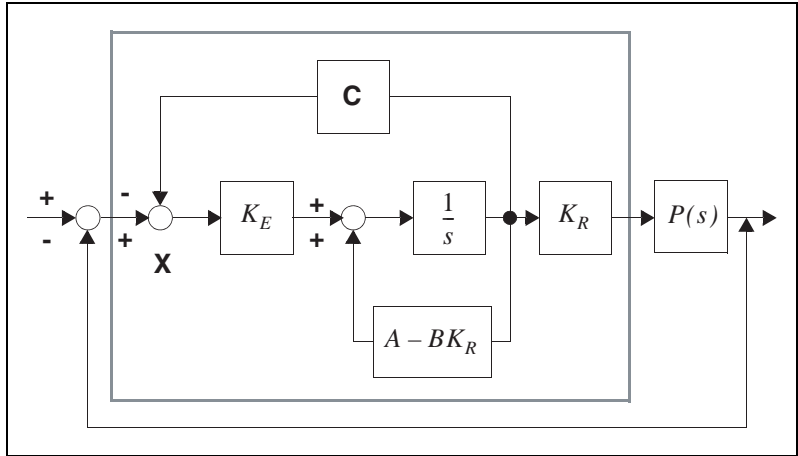 C
+
-
-
+
X
K_E
+
+
1
s
K_R
P(s)
A – BK_R